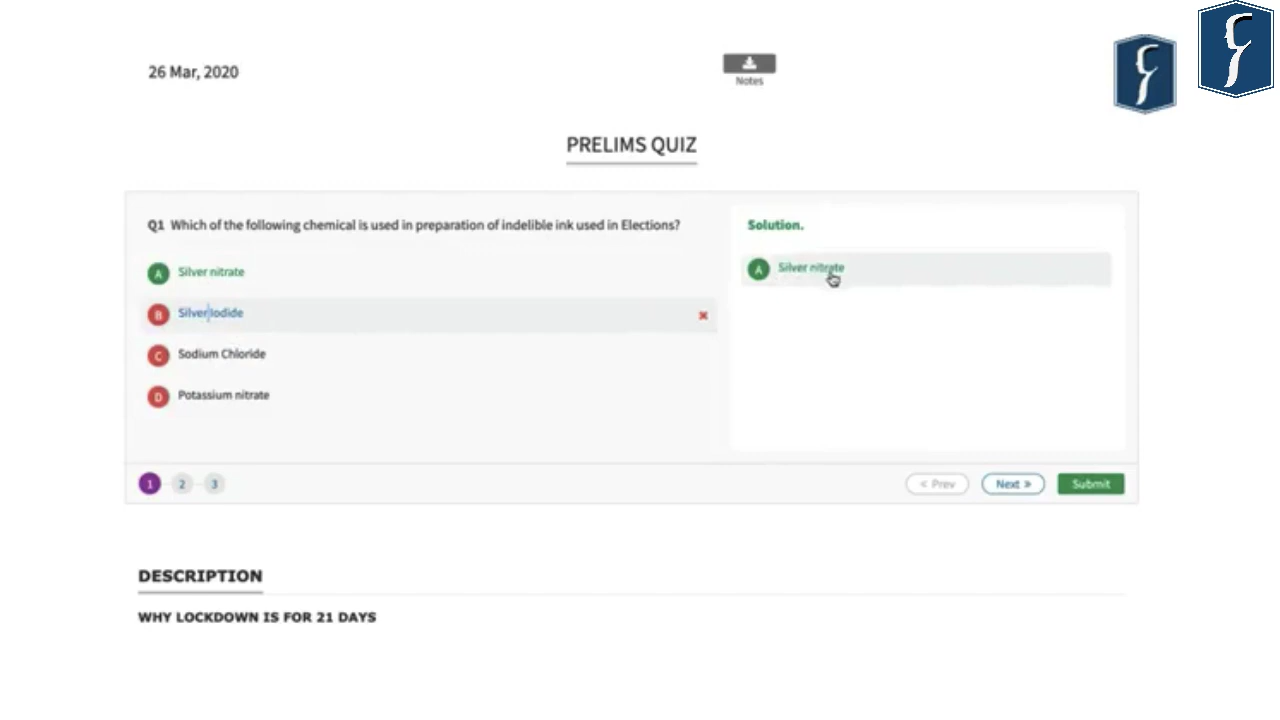 26 Mar, 2020
Notes
PRELIMS QUIZ
Q1 Which of the following chemical is used in preparation of indelible ink used in Elections?
A Silver nitrate
B Silver Iodide
C Sodium Chloride
D Potassium nitrate
Solution.
A Silver nitrate
1 2 3
< Prev
Next »
Submit
DESCRIPTION
WHY LOCKDOWN IS FOR 21 DAYS